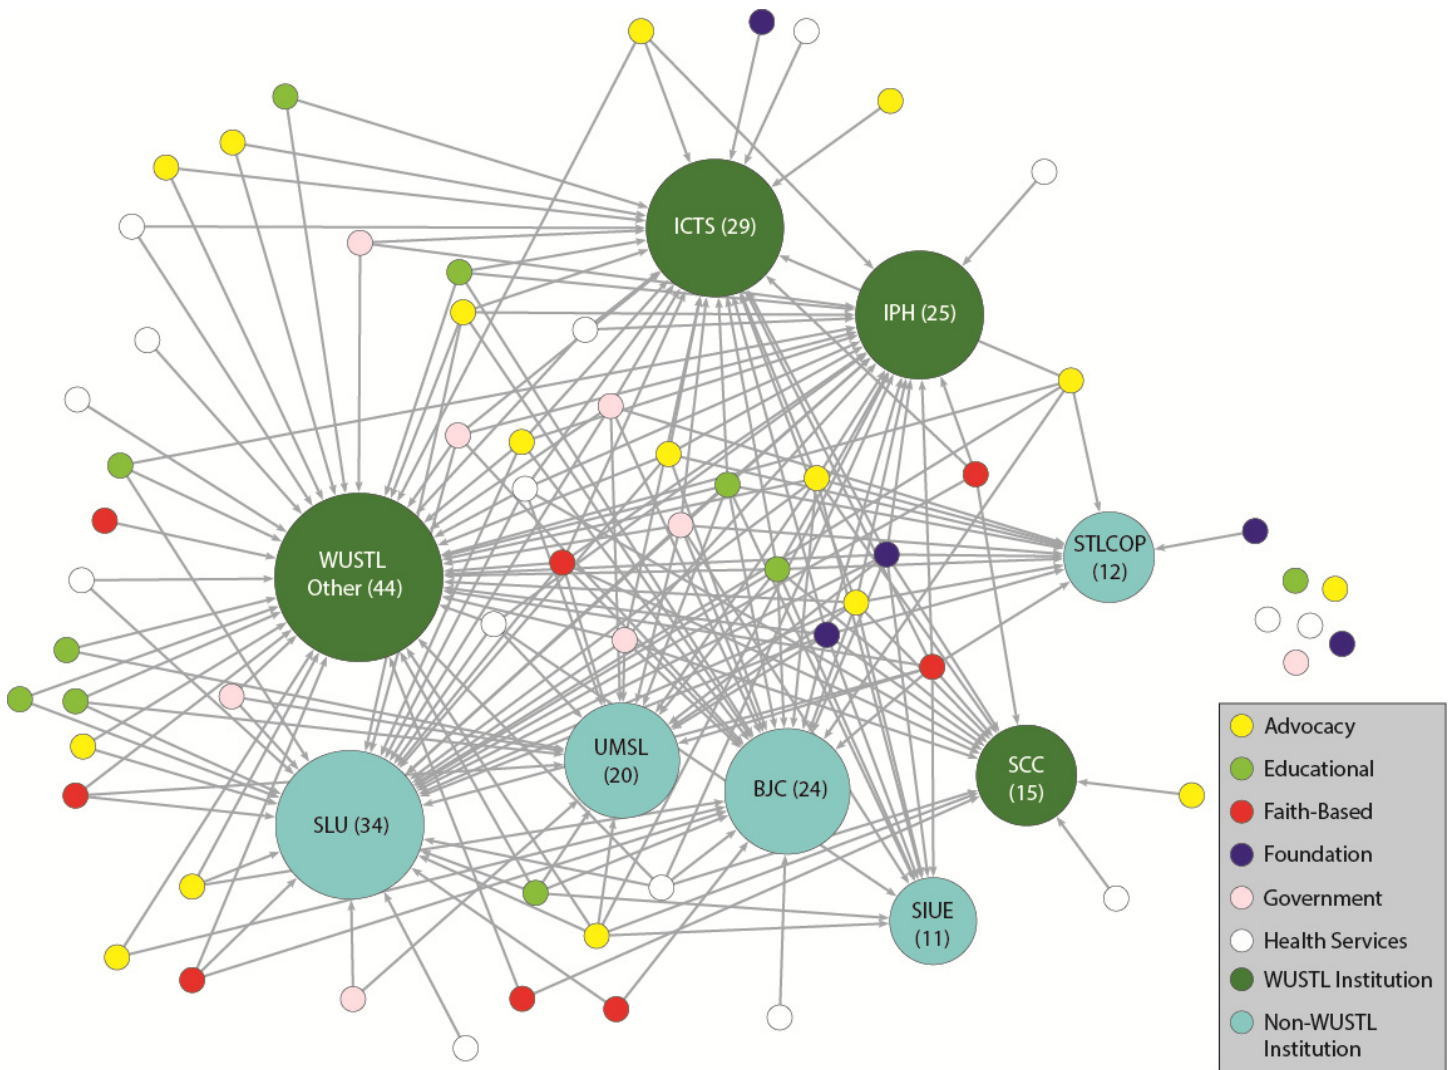 ICTS (29)
IPH (25)
WUSTL
Other (44)
STLCOP
(12)
UMSL
(20)
BJC (24)
SCC
(15)
SLU (34)
SIUE
(11)
Advocacy
Educational
Faith-Based
Foundation
Government
Health Services
WUSTL Institution
Non-WUSTL
Institution